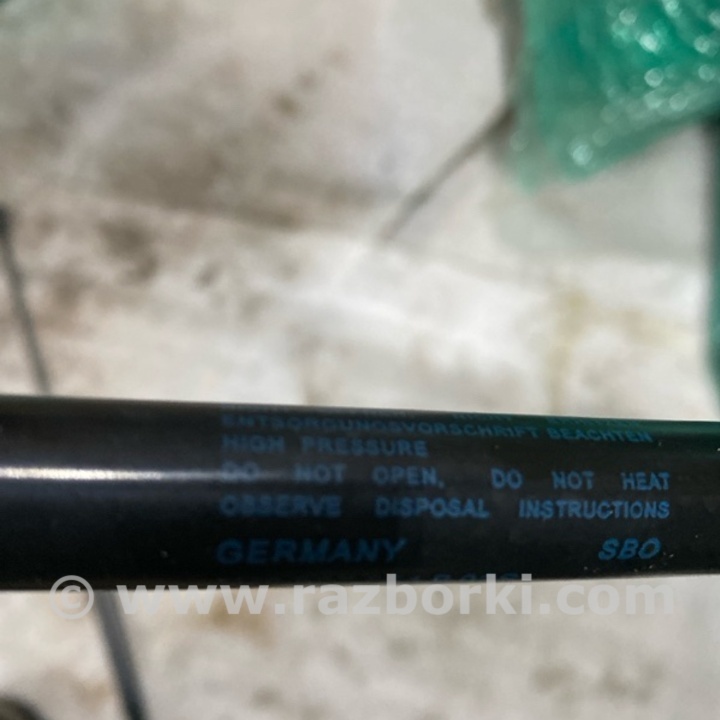 ENTSORGUNGSVORSCHRIFT BEACHTEN
HIGH PRESSURE
DO NOT OPEN, DO NOT HEAT
OBSERVE DISPOSAL INSTRUCTIONS
GERMANY SBO
© www.razborki.com